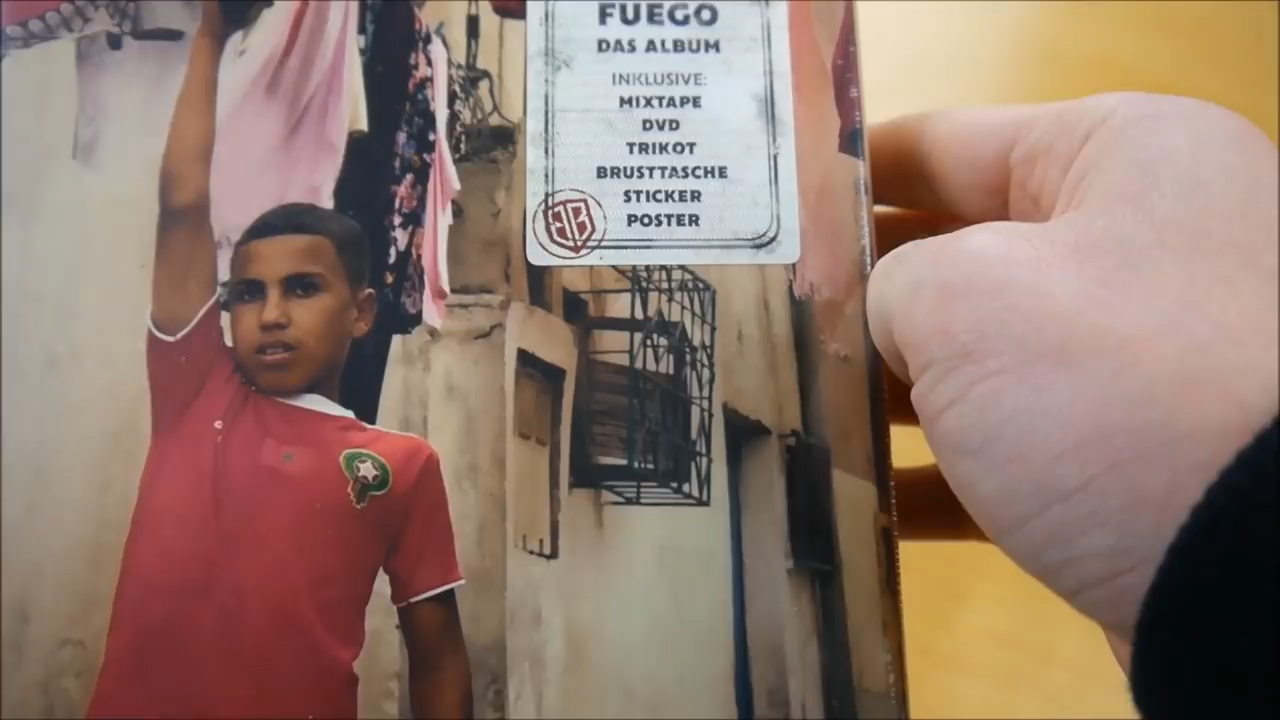 FUEGO
DAS ALBUM
INKLUSIVE:
MIXTAPE
DVD
TRIKOT
BRUSTTASCHE
STICKER
POSTER